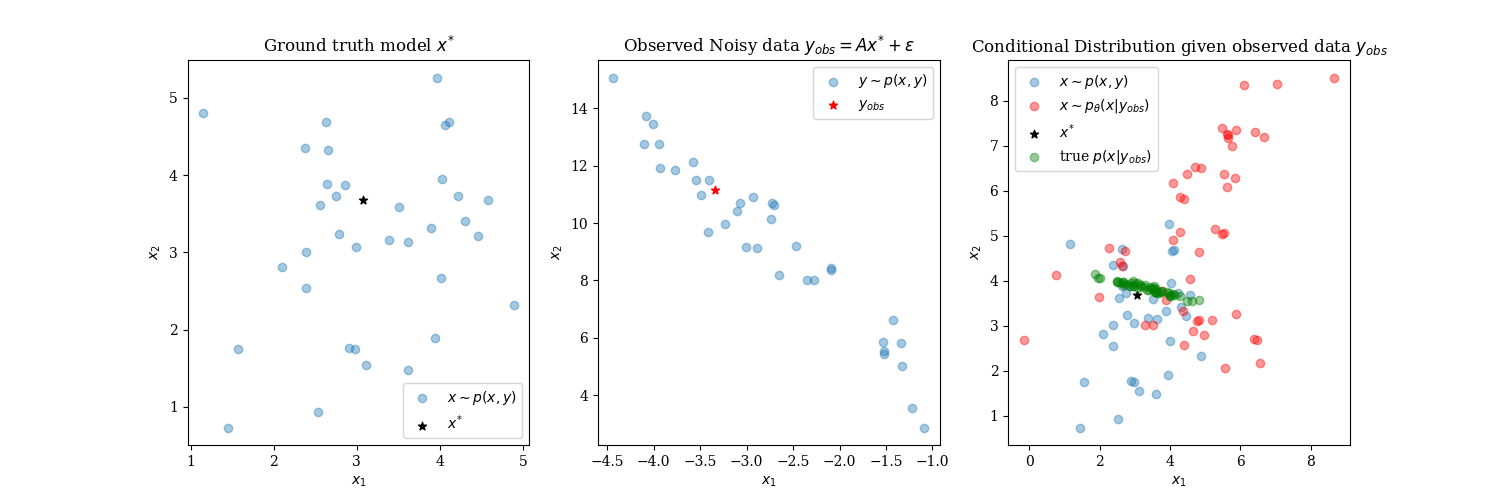 Ground truth model x*
5
4
3
2
1
x₂
x ~ p(x, y)
x*
1 2 3 4 5
x₁
Observed Noisy data y_obs = Ax* + ε
14
12
10
8
6
4
x₂
y ~ p(x, y)
y_obs
−4.5 −4.0 −3.5 −3.0 −2.5 −2.0 −1.5 −1.0
x₁
Conditional Distribution given observed data y_obs
8
7
6
5
4
3
2
1
x₂
x ~ p(x, y)
x ~ p_θ(x|y_obs)
x*
true p(x|y_obs)
0 2 4 6 8
x₁